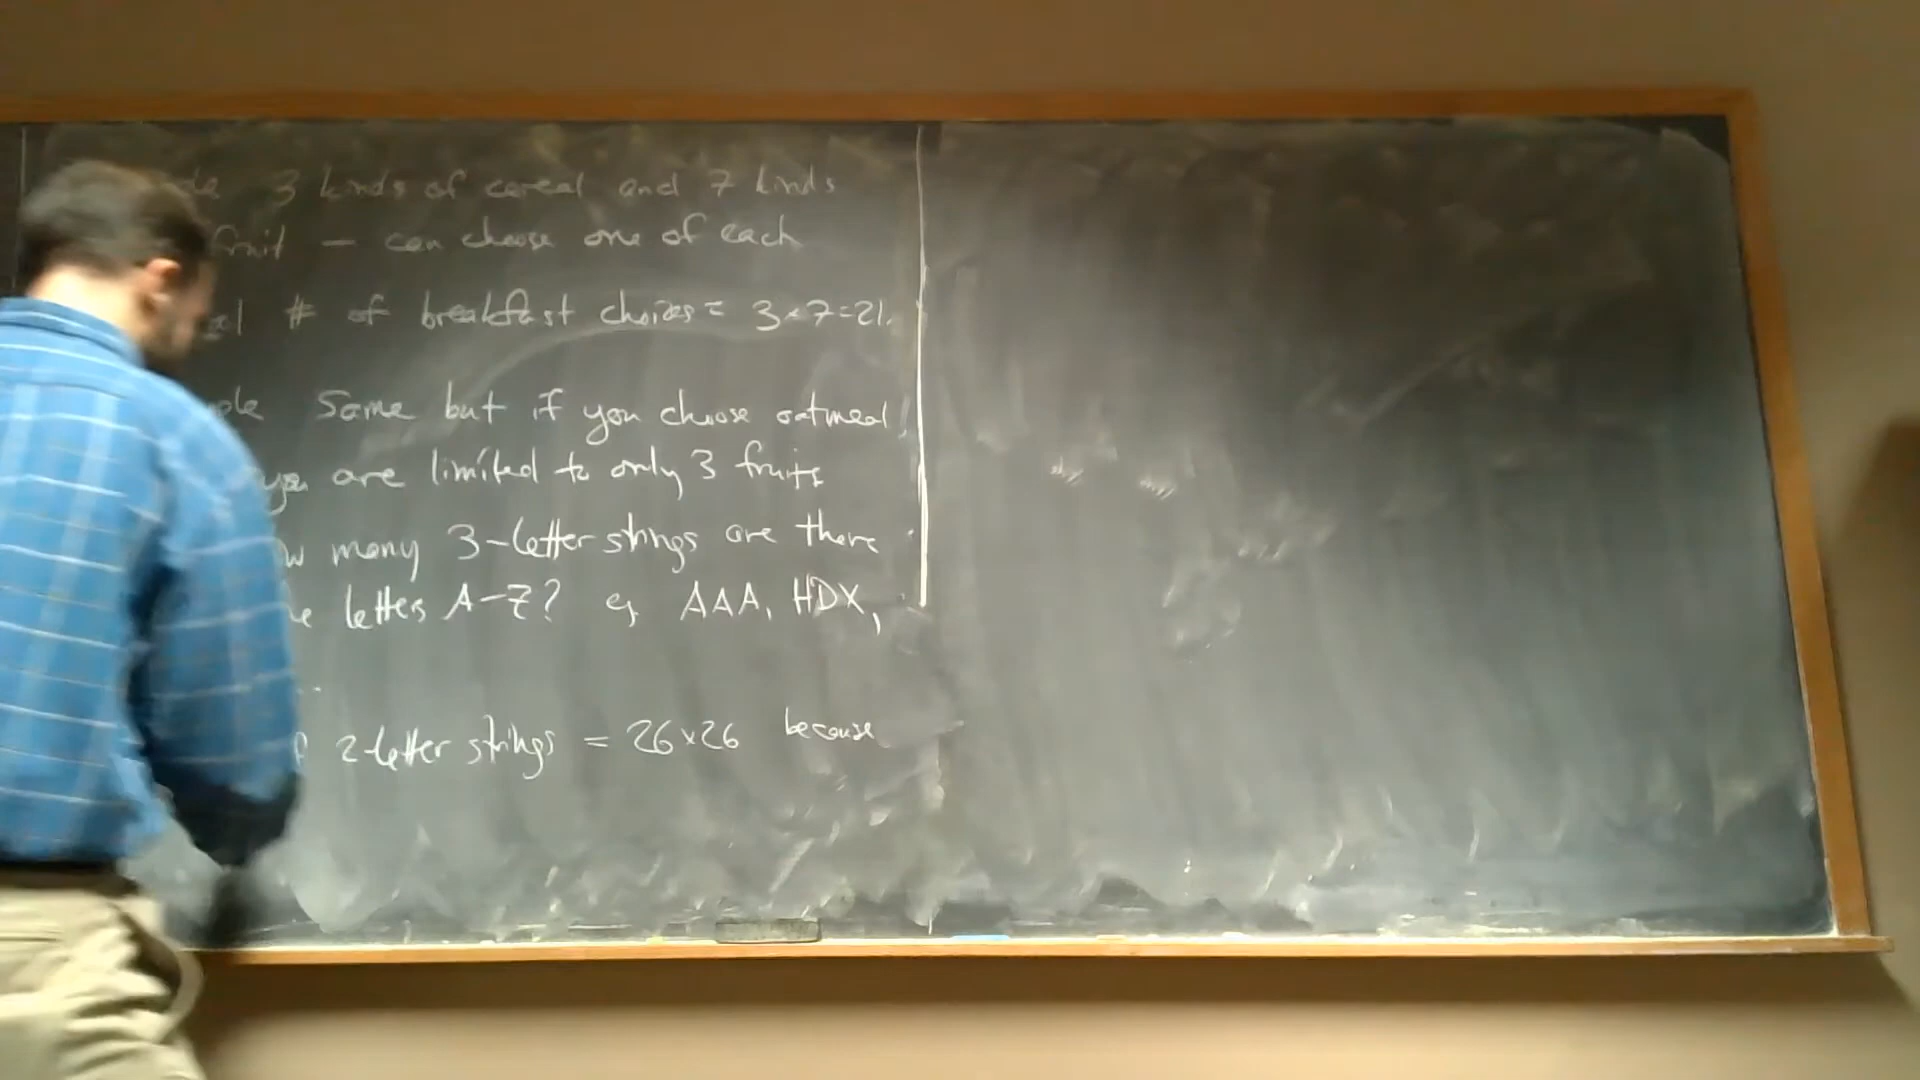 3 kinds of cereal and 7 kinds
fruit — can choose one of each
# of breakfast choices = 3×7=21.
Same but if you choose oatmeal,
you are limited to only 3 fruits
many 3-letter strings are there
letters A-Z? eg AAA, HDX,
2-letter strings = 26×26 because